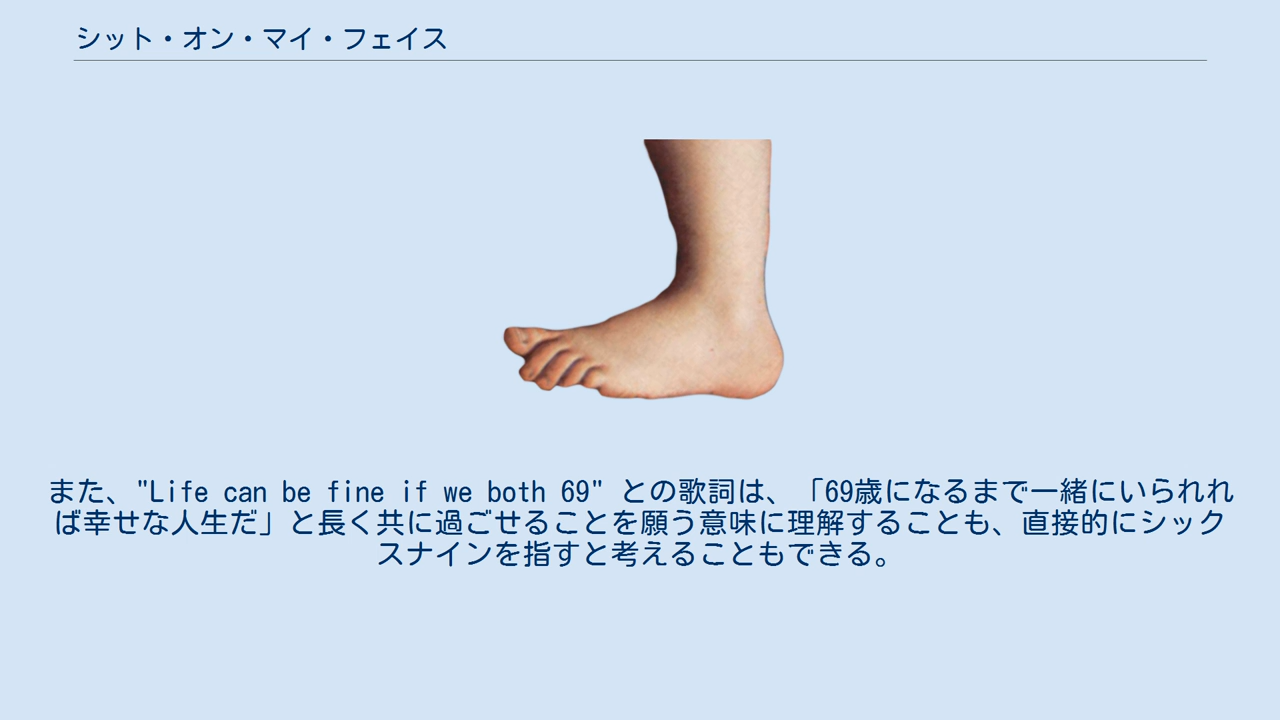 シット・オン・マイ・フェイス
また、"Life can be fine if we both 69" との歌詞は、「69歳になるまで一緒にいられれ
ば幸せな人生だ」と長く共に過ごせることを願う意味に理解することも、直接的にシック
スナインを指すと考えることもできる。